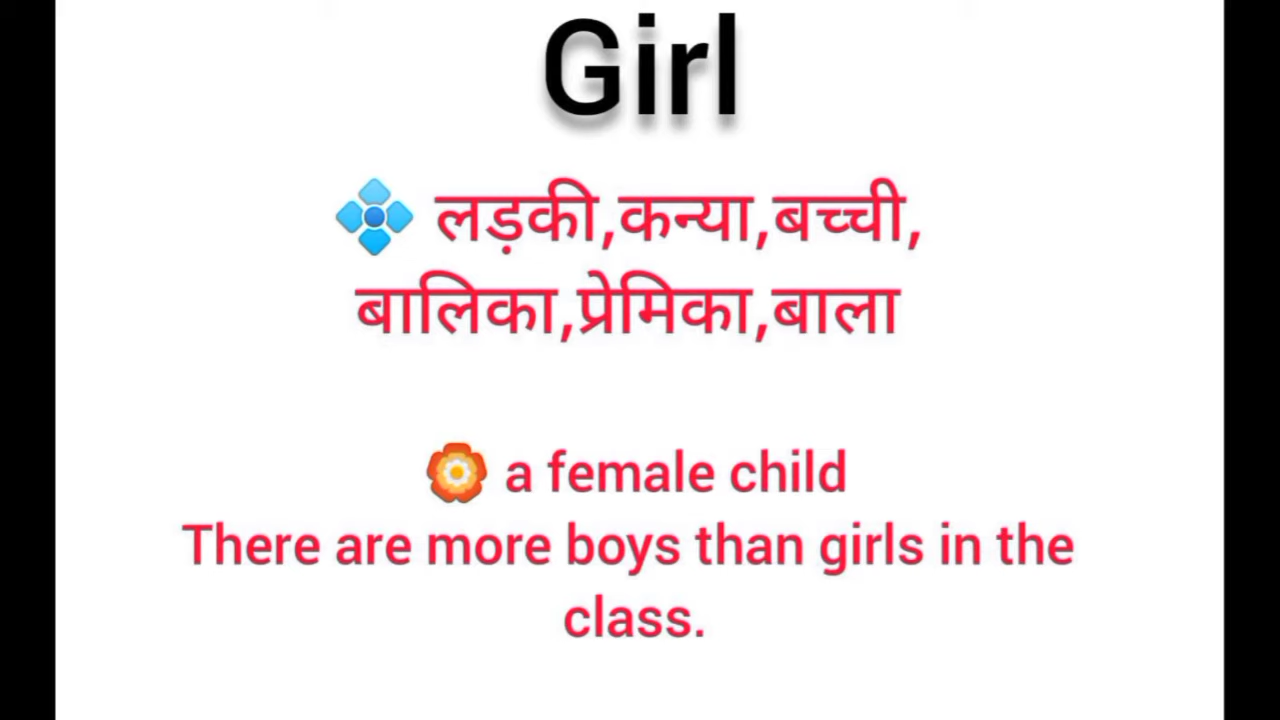 Girl
💠 लड़की,कन्या,बच्ची,
बालिका,प्रेमिका,बाला
🏵️ a female child
There are more boys than girls in the
class.